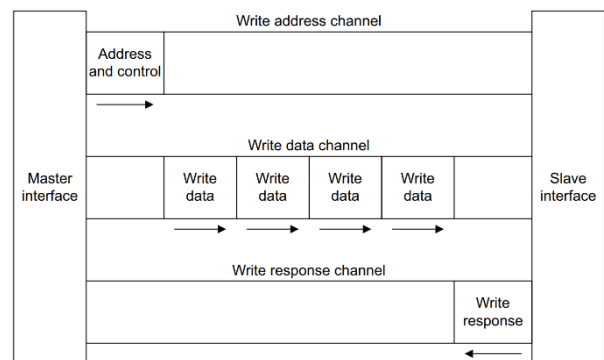 Write address channel
Address
and control
Write data channel
Master
interface
Write
data
Write
data
Write
data
Write
data
Slave
interface
Write response channel
Write
response